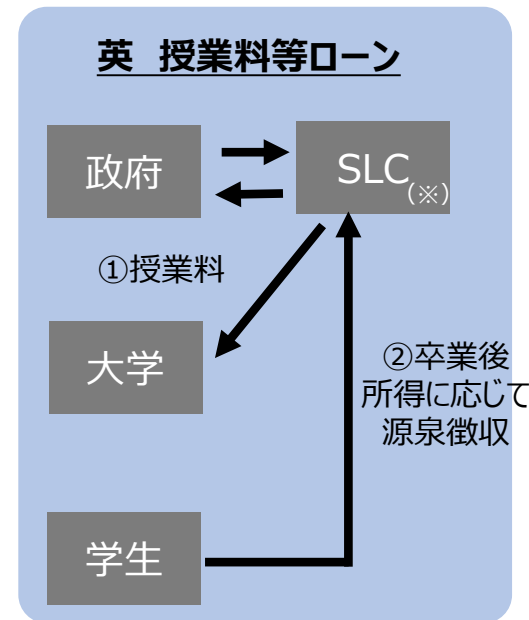 英 授業料等ローン
政府
SLC(※)
①授業料
大学
②卒業後
所得に応じて
源泉徴収
学生